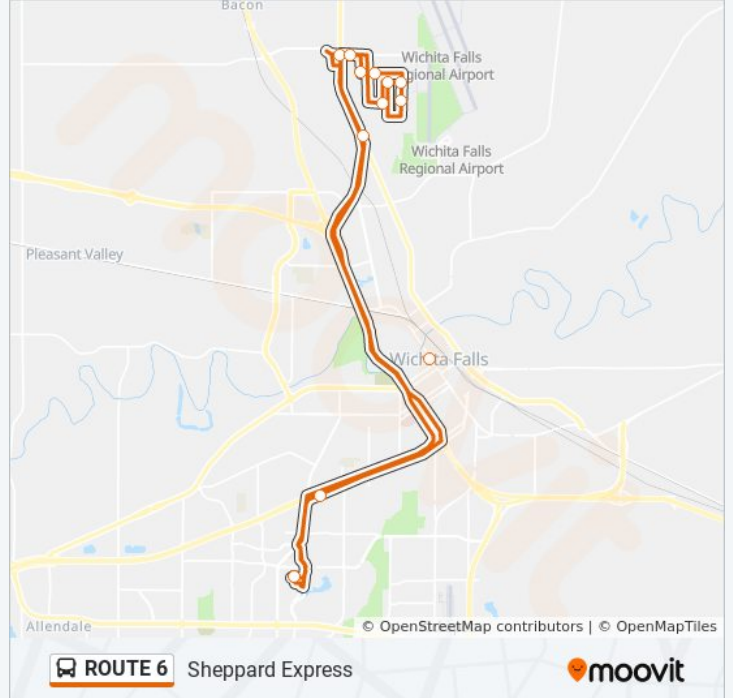 Bacon
Wichita Falls
Regional Airport
Wichita Falls
Regional Airport
Pleasant Valley
Wichita Falls
Allendale
© OpenStreetMap contributors | © OpenMapTiles
ROUTE 6 Sheppard Express
moovit